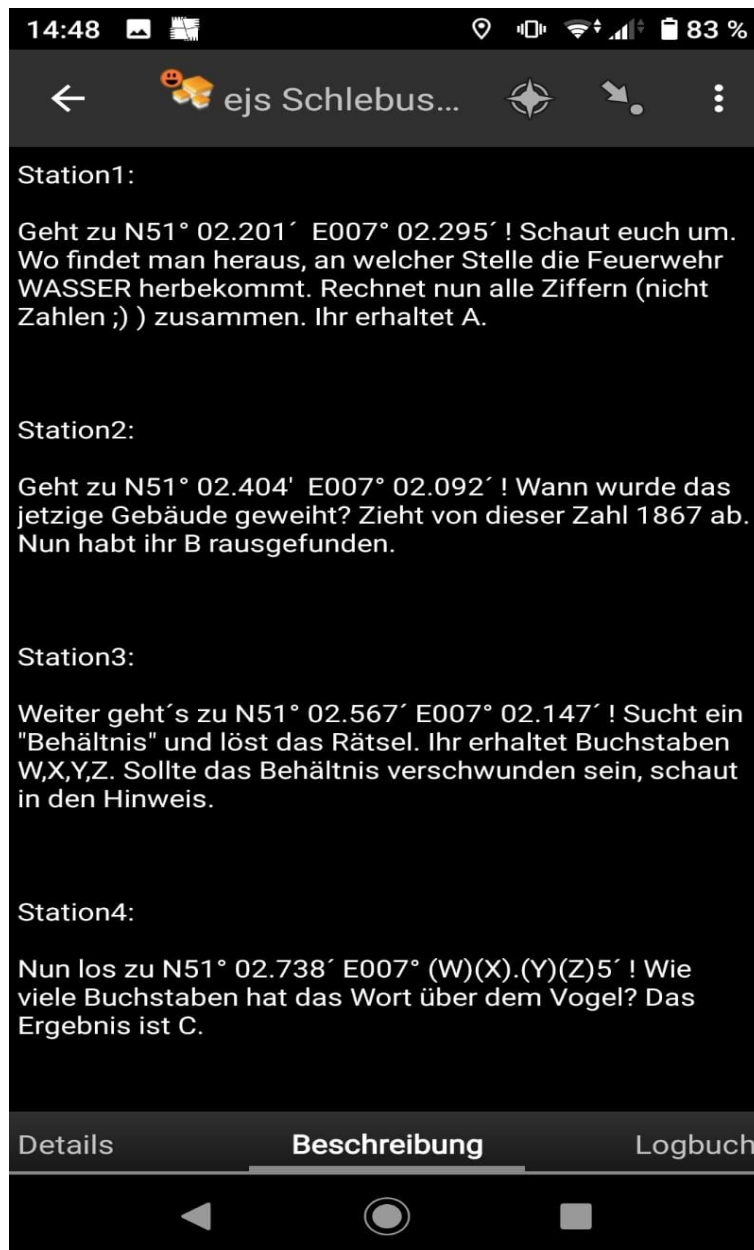 14:48 83 %
ejs Schlebus...
Station1:
Geht zu N51° 02.201´ E007° 02.295´ ! Schaut euch um.
Wo findet man heraus, an welcher Stelle die Feuerwehr
WASSER herbekommt. Rechnet nun alle Ziffern (nicht
Zahlen ;) ) zusammen. Ihr erhaltet A.
Station2:
Geht zu N51° 02.404' E007° 02.092´ ! Wann wurde das
jetzige Gebäude geweiht? Zieht von dieser Zahl 1867 ab.
Nun habt ihr B rausgefunden.
Station3:
Weiter geht´s zu N51° 02.567´ E007° 02.147´ ! Sucht ein
"Behältnis" und löst das Rätsel. Ihr erhaltet Buchstaben
W,X,Y,Z. Sollte das Behältnis verschwunden sein, schaut
in den Hinweis.
Station4:
Nun los zu N51° 02.738´ E007° (W)(X).(Y)(Z)5´ ! Wie
viele Buchstaben hat das Wort über dem Vogel? Das
Ergebnis ist C.
Details Beschreibung Logbuch